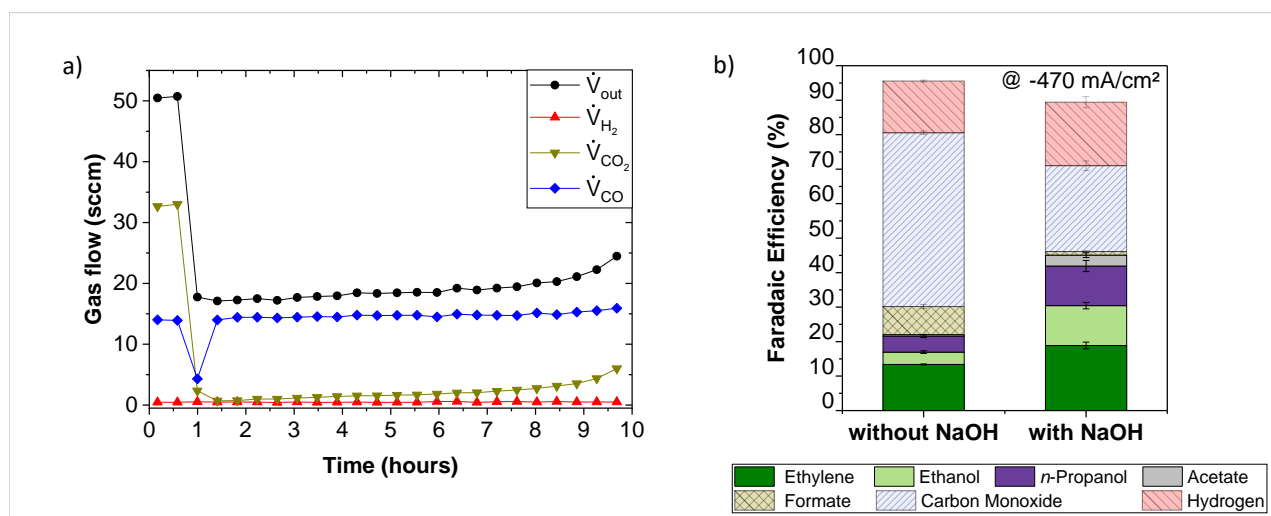 a)
Gas flow (sccm)
50
40
30
20
10
0
0 1 2 3 4 5 6 7 8 9 10
Time (hours)
V̇out
V̇H2
V̇CO2
V̇CO
b)
@ -470 mA/cm²
Faradaic Efficiency (%)
100
90
80
70
60
50
40
30
20
10
0
without NaOH with NaOH
Ethylene Ethanol n-Propanol Acetate
Formate Carbon Monoxide Hydrogen